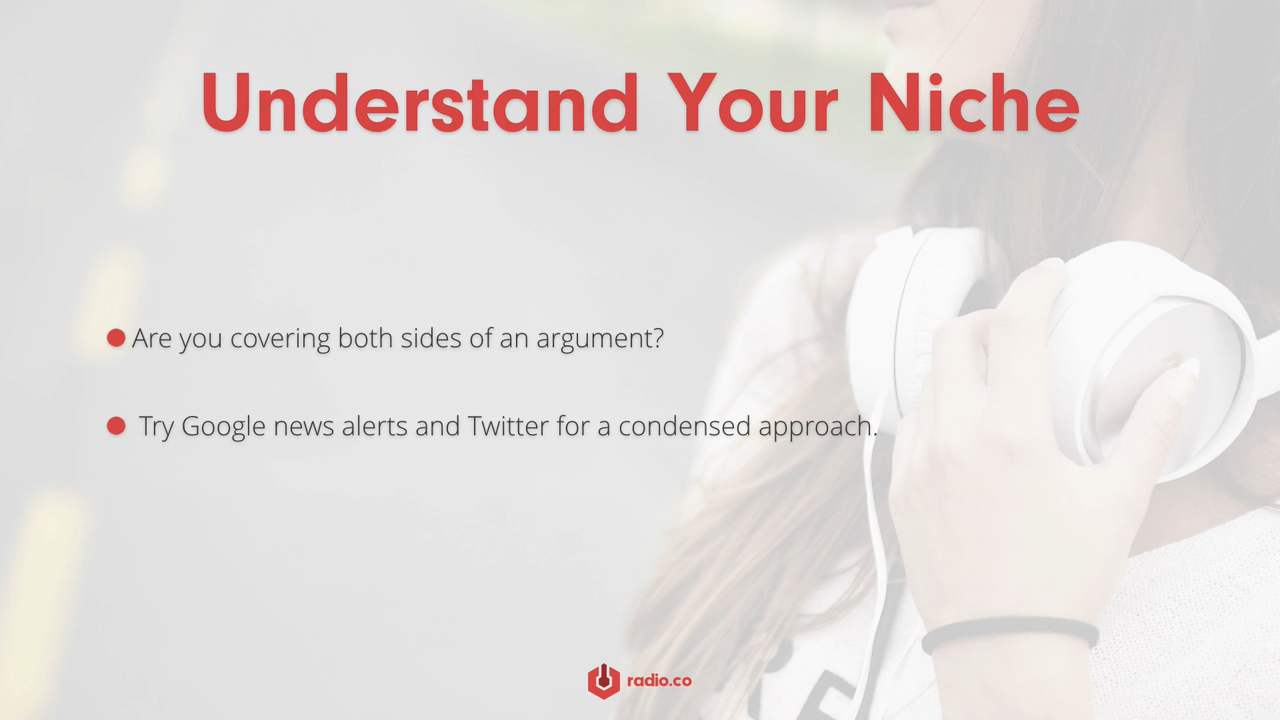 Understand Your Niche
Are you covering both sides of an argument?
Try Google news alerts and Twitter for a condensed approach.
radio.co